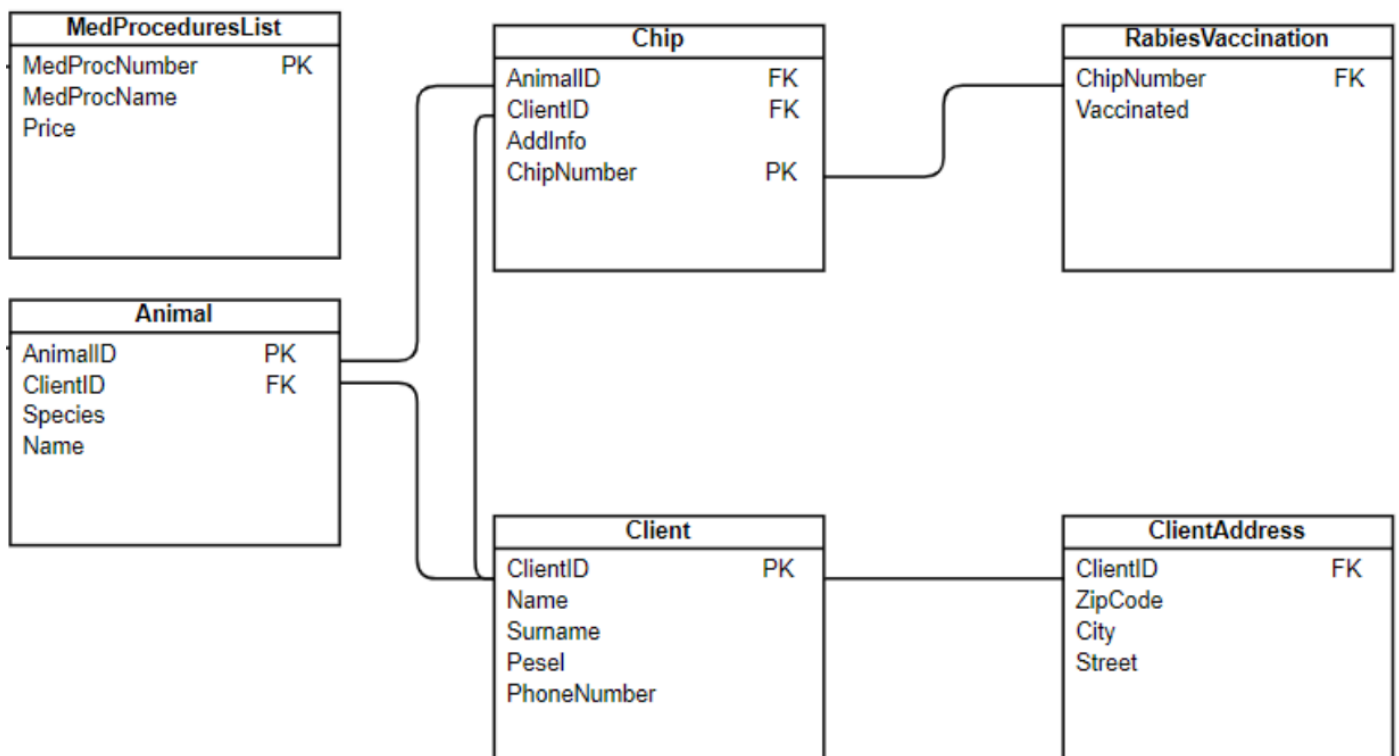 MedProceduresList
MedProcNumber PK
MedProcName
Price
Chip
AnimalID FK
ClientID FK
AddInfo
ChipNumber PK
RabiesVaccination
ChipNumber FK
Vaccinated
Animal
AnimalID PK
ClientID FK
Species
Name
Client
ClientID PK
Name
Surname
Pesel
PhoneNumber
ClientAddress
ClientID FK
ZipCode
City
Street